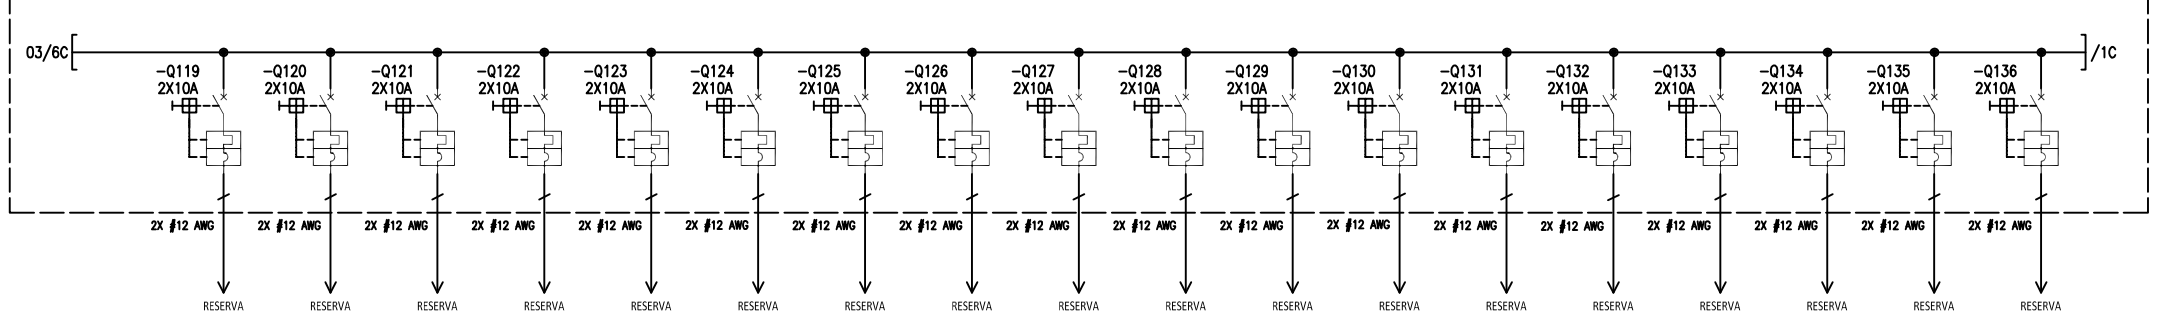 03/6C
/1C
-Q119 -Q120 -Q121 -Q122 -Q123 -Q124 -Q125 -Q126 -Q127 -Q128 -Q129 -Q130 -Q131 -Q132 -Q133 -Q134 -Q135 -Q136
2X10A 2X10A 2X10A 2X10A 2X10A 2X10A 2X10A 2X10A 2X10A 2X10A 2X10A 2X10A 2X10A 2X10A 2X10A 2X10A 2X10A 2X10A
2X #12 AWG 2X #12 AWG 2X #12 AWG 2X #12 AWG 2X #12 AWG 2X #12 AWG 2X #12 AWG 2X #12 AWG 2X #12 AWG 2X #12 AWG 2X #12 AWG 2X #12 AWG 2X #12 AWG 2X #12 AWG 2X #12 AWG 2X #12 AWG 2X #12 AWG 2X #12 AWG
RESERVA RESERVA RESERVA RESERVA RESERVA RESERVA RESERVA RESERVA RESERVA RESERVA RESERVA RESERVA RESERVA RESERVA RESERVA RESERVA RESERVA RESERVA